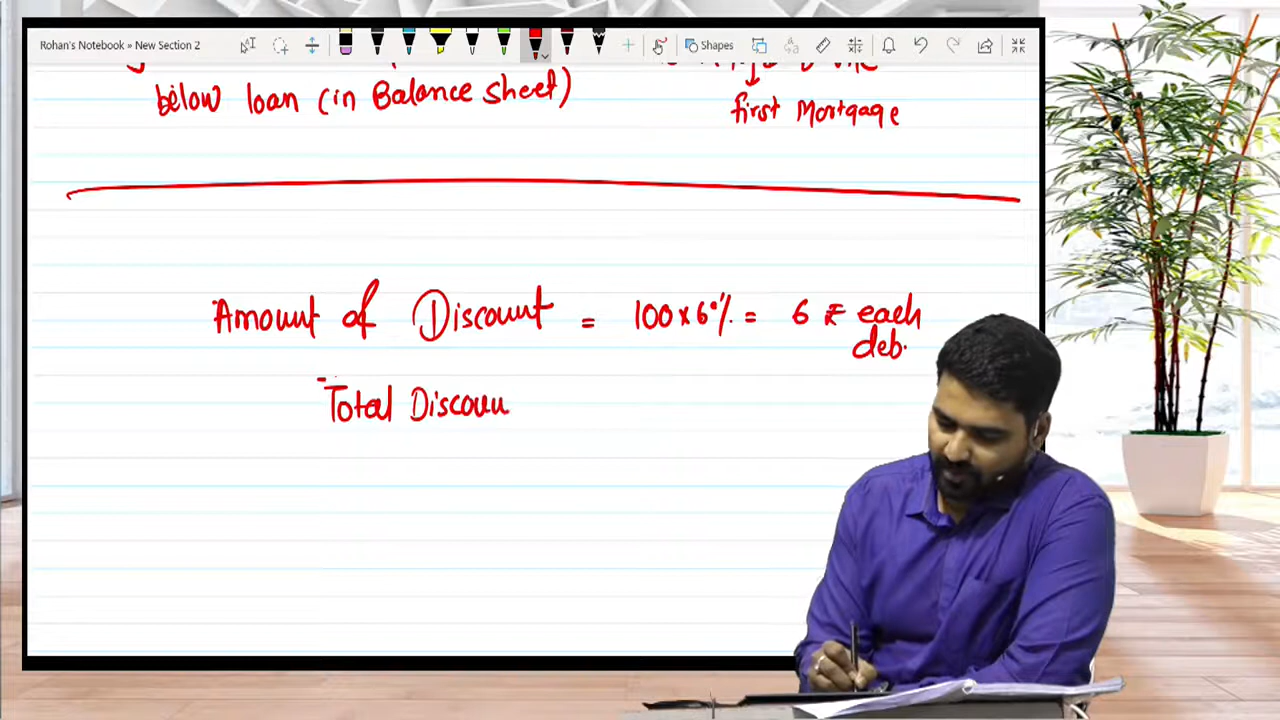 Rohan's Notebook » New Section 2
Shapes
below loan (in Balance Sheet)
first Mortgage
Amount of Discount = 100×6%. = 6 ₹ each
deb.
Total Discoun